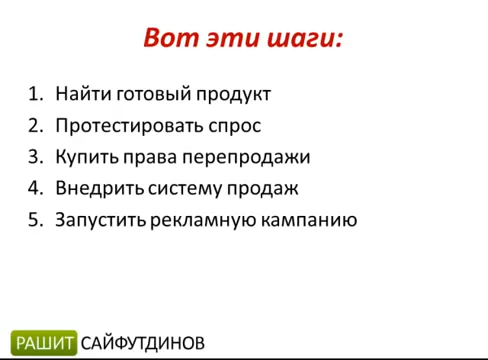 Вот эти шаги:
1. Найти готовый продукт
2. Протестировать спрос
3. Купить права перепродажи
4. Внедрить систему продаж
5. Запустить рекламную кампанию
РАШИТ САЙФУТДИНОВ